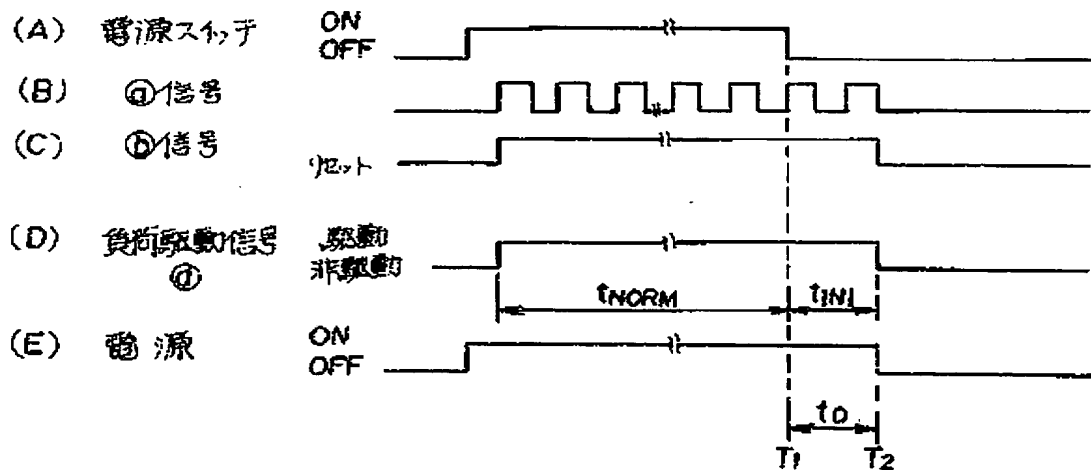 (A) 電源スイッチ ON
OFF
(B) ⓐ信号
(C) ⓑ信号
リセット
(D) 負荷駆動信号 駆動
ⓓ 非駆動
tNORM tINI
(E) 電源 ON
OFF
tD
T1 T2